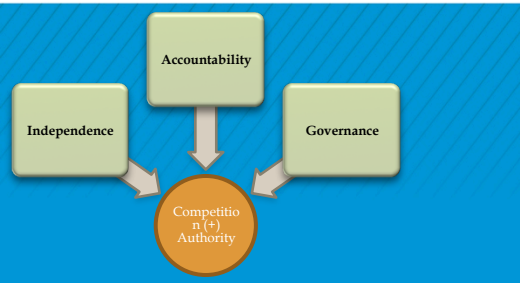 Accountability
Independence
Governance
Competitio
n (+)
Authority